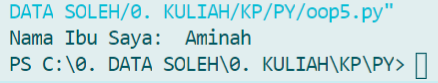 DATA SOLEH/0. KULIAH/KP/PY/oop5.py"
Nama Ibu Saya:  Aminah
PS C:\0. DATA SOLEH\0. KULIAH\KP\PY>